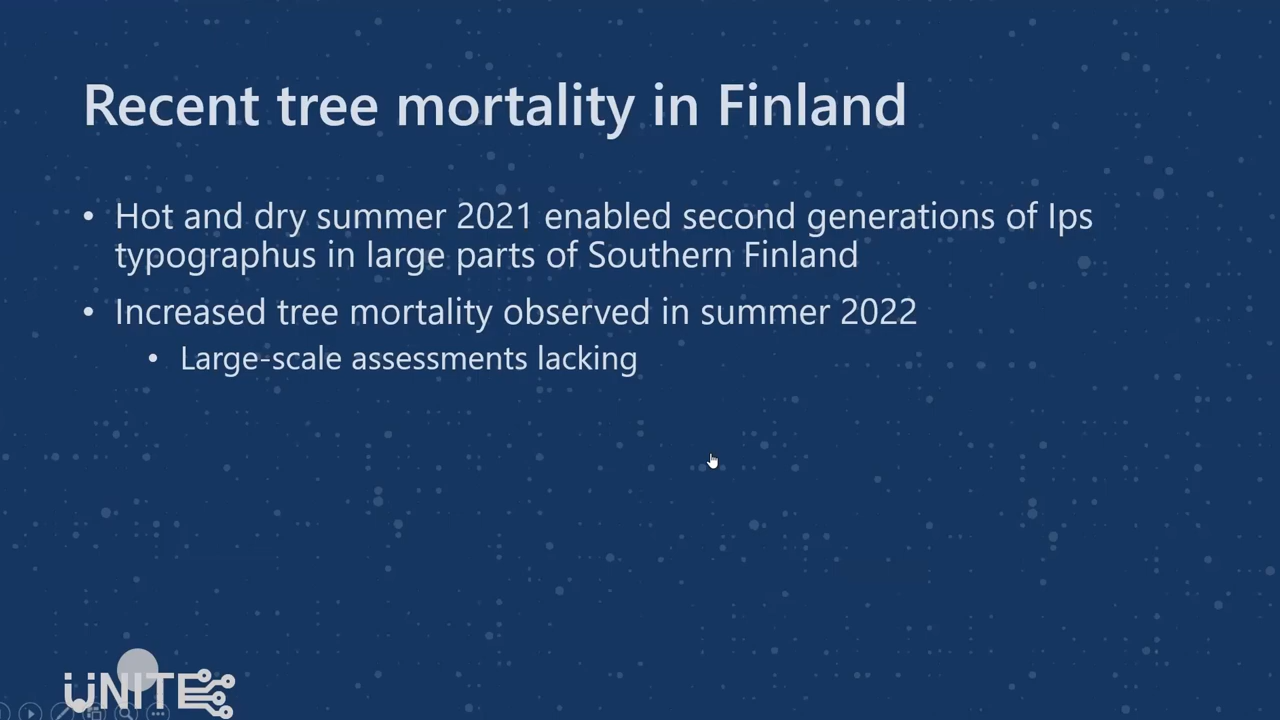 Recent tree mortality in Finland
• Hot and dry summer 2021 enabled second generations of Ips
typographus in large parts of Southern Finland
• Increased tree mortality observed in summer 2022
• Large-scale assessments lacking
UNITE